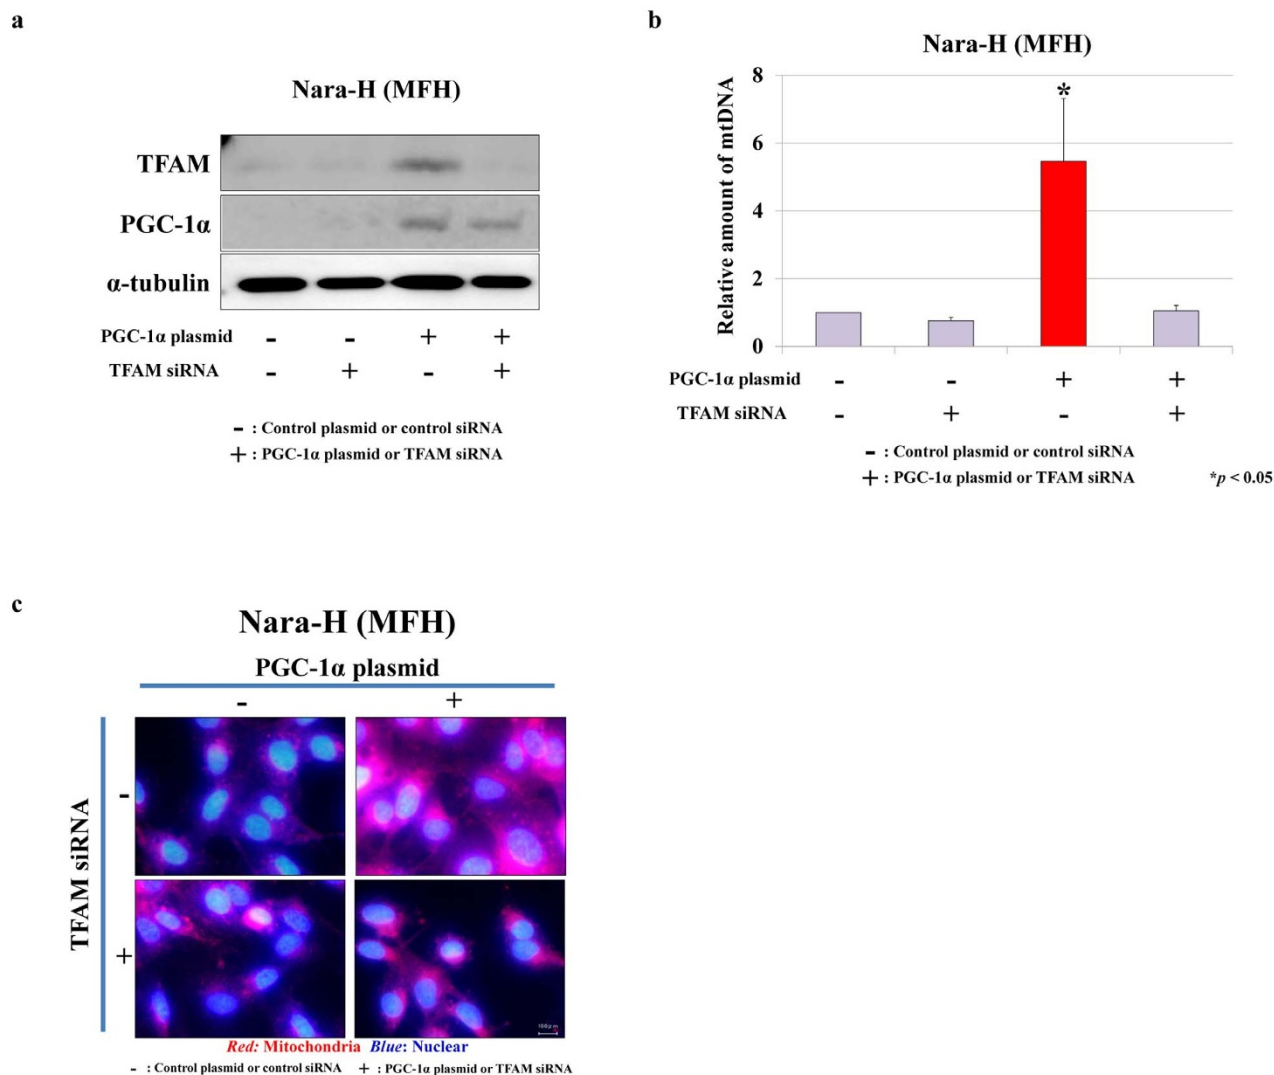 a
Nara-H (MFH)
TFAM
PGC-1α
α-tubulin
PGC-1α plasmid - - + +
TFAM siRNA - + - +
- : Control plasmid or control siRNA
+ : PGC-1α plasmid or TFAM siRNA
b
Nara-H (MFH)
Relative amount of mtDNA
8
6
4
2
0
*
PGC-1α plasmid - - + +
TFAM siRNA - + - +
- : Control plasmid or control siRNA
+ : PGC-1α plasmid or TFAM siRNA
*p < 0.05
c
Nara-H (MFH)
PGC-1α plasmid
- +
TFAM siRNA
-
+
100μm
Red: Mitochondria Blue: Nuclear
- : Control plasmid or control siRNA + : PGC-1α plasmid or TFAM siRNA